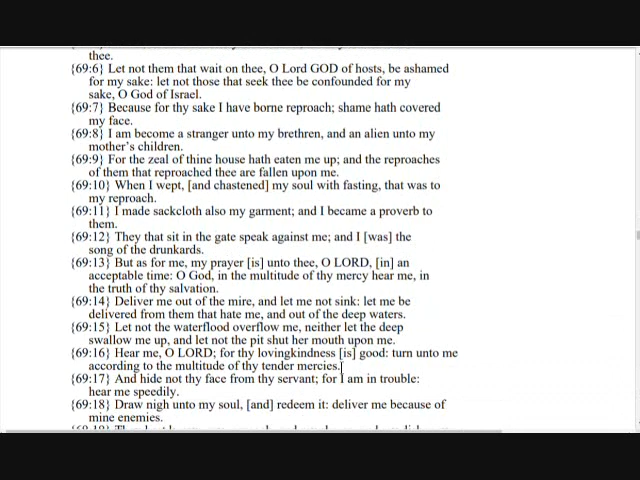 thee.
{69:6} Let not them that wait on thee, O Lord GOD of hosts, be ashamed
for my sake: let not those that seek thee be confounded for my
sake, O God of Israel.
{69:7} Because for thy sake I have borne reproach; shame hath covered
my face.
{69:8} I am become a stranger unto my brethren, and an alien unto my
mother's children.
{69:9} For the zeal of thine house hath eaten me up; and the reproaches
of them that reproached thee are fallen upon me.
{69:10} When I wept, [and chastened] my soul with fasting, that was to
my reproach.
{69:11} I made sackcloth also my garment; and I became a proverb to
them.
{69:12} They that sit in the gate speak against me; and I [was] the
song of the drunkards.
{69:13} But as for me, my prayer [is] unto thee, O LORD, [in] an
acceptable time: O God, in the multitude of thy mercy hear me, in
the truth of thy salvation.
{69:14} Deliver me out of the mire, and let me not sink: let me be
delivered from them that hate me, and out of the deep waters.
{69:15} Let not the waterflood overflow me, neither let the deep
swallow me up, and let not the pit shut her mouth upon me.
{69:16} Hear me, O LORD; for thy lovingkindness [is] good: turn unto me
according to the multitude of thy tender mercies.
{69:17} And hide not thy face from thy servant; for I am in trouble:
hear me speedily.
{69:18} Draw nigh unto my soul, [and] redeem it: deliver me because of
mine enemies.